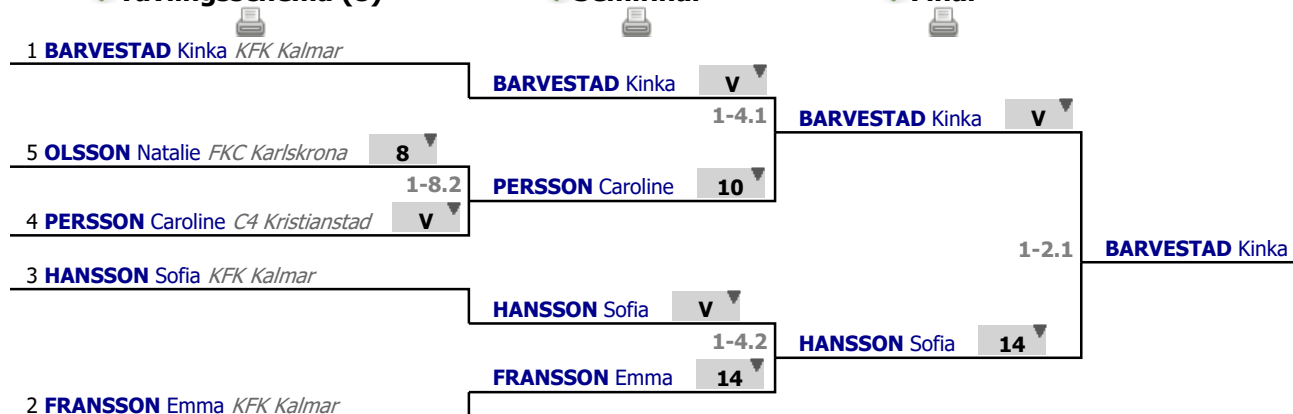 1 BARVESTAD Kinka KFK Kalmar
BARVESTAD Kinka V
1-4.1
BARVESTAD Kinka V
5 OLSSON Natalie FKC Karlskrona 8
1-8.2
PERSSON Caroline 10
4 PERSSON Caroline C4 Kristianstad V
1-2.1
BARVESTAD Kinka
3 HANSSON Sofia KFK Kalmar
HANSSON Sofia V
1-4.2
HANSSON Sofia 14
FRANSSON Emma 14
2 FRANSSON Emma KFK Kalmar